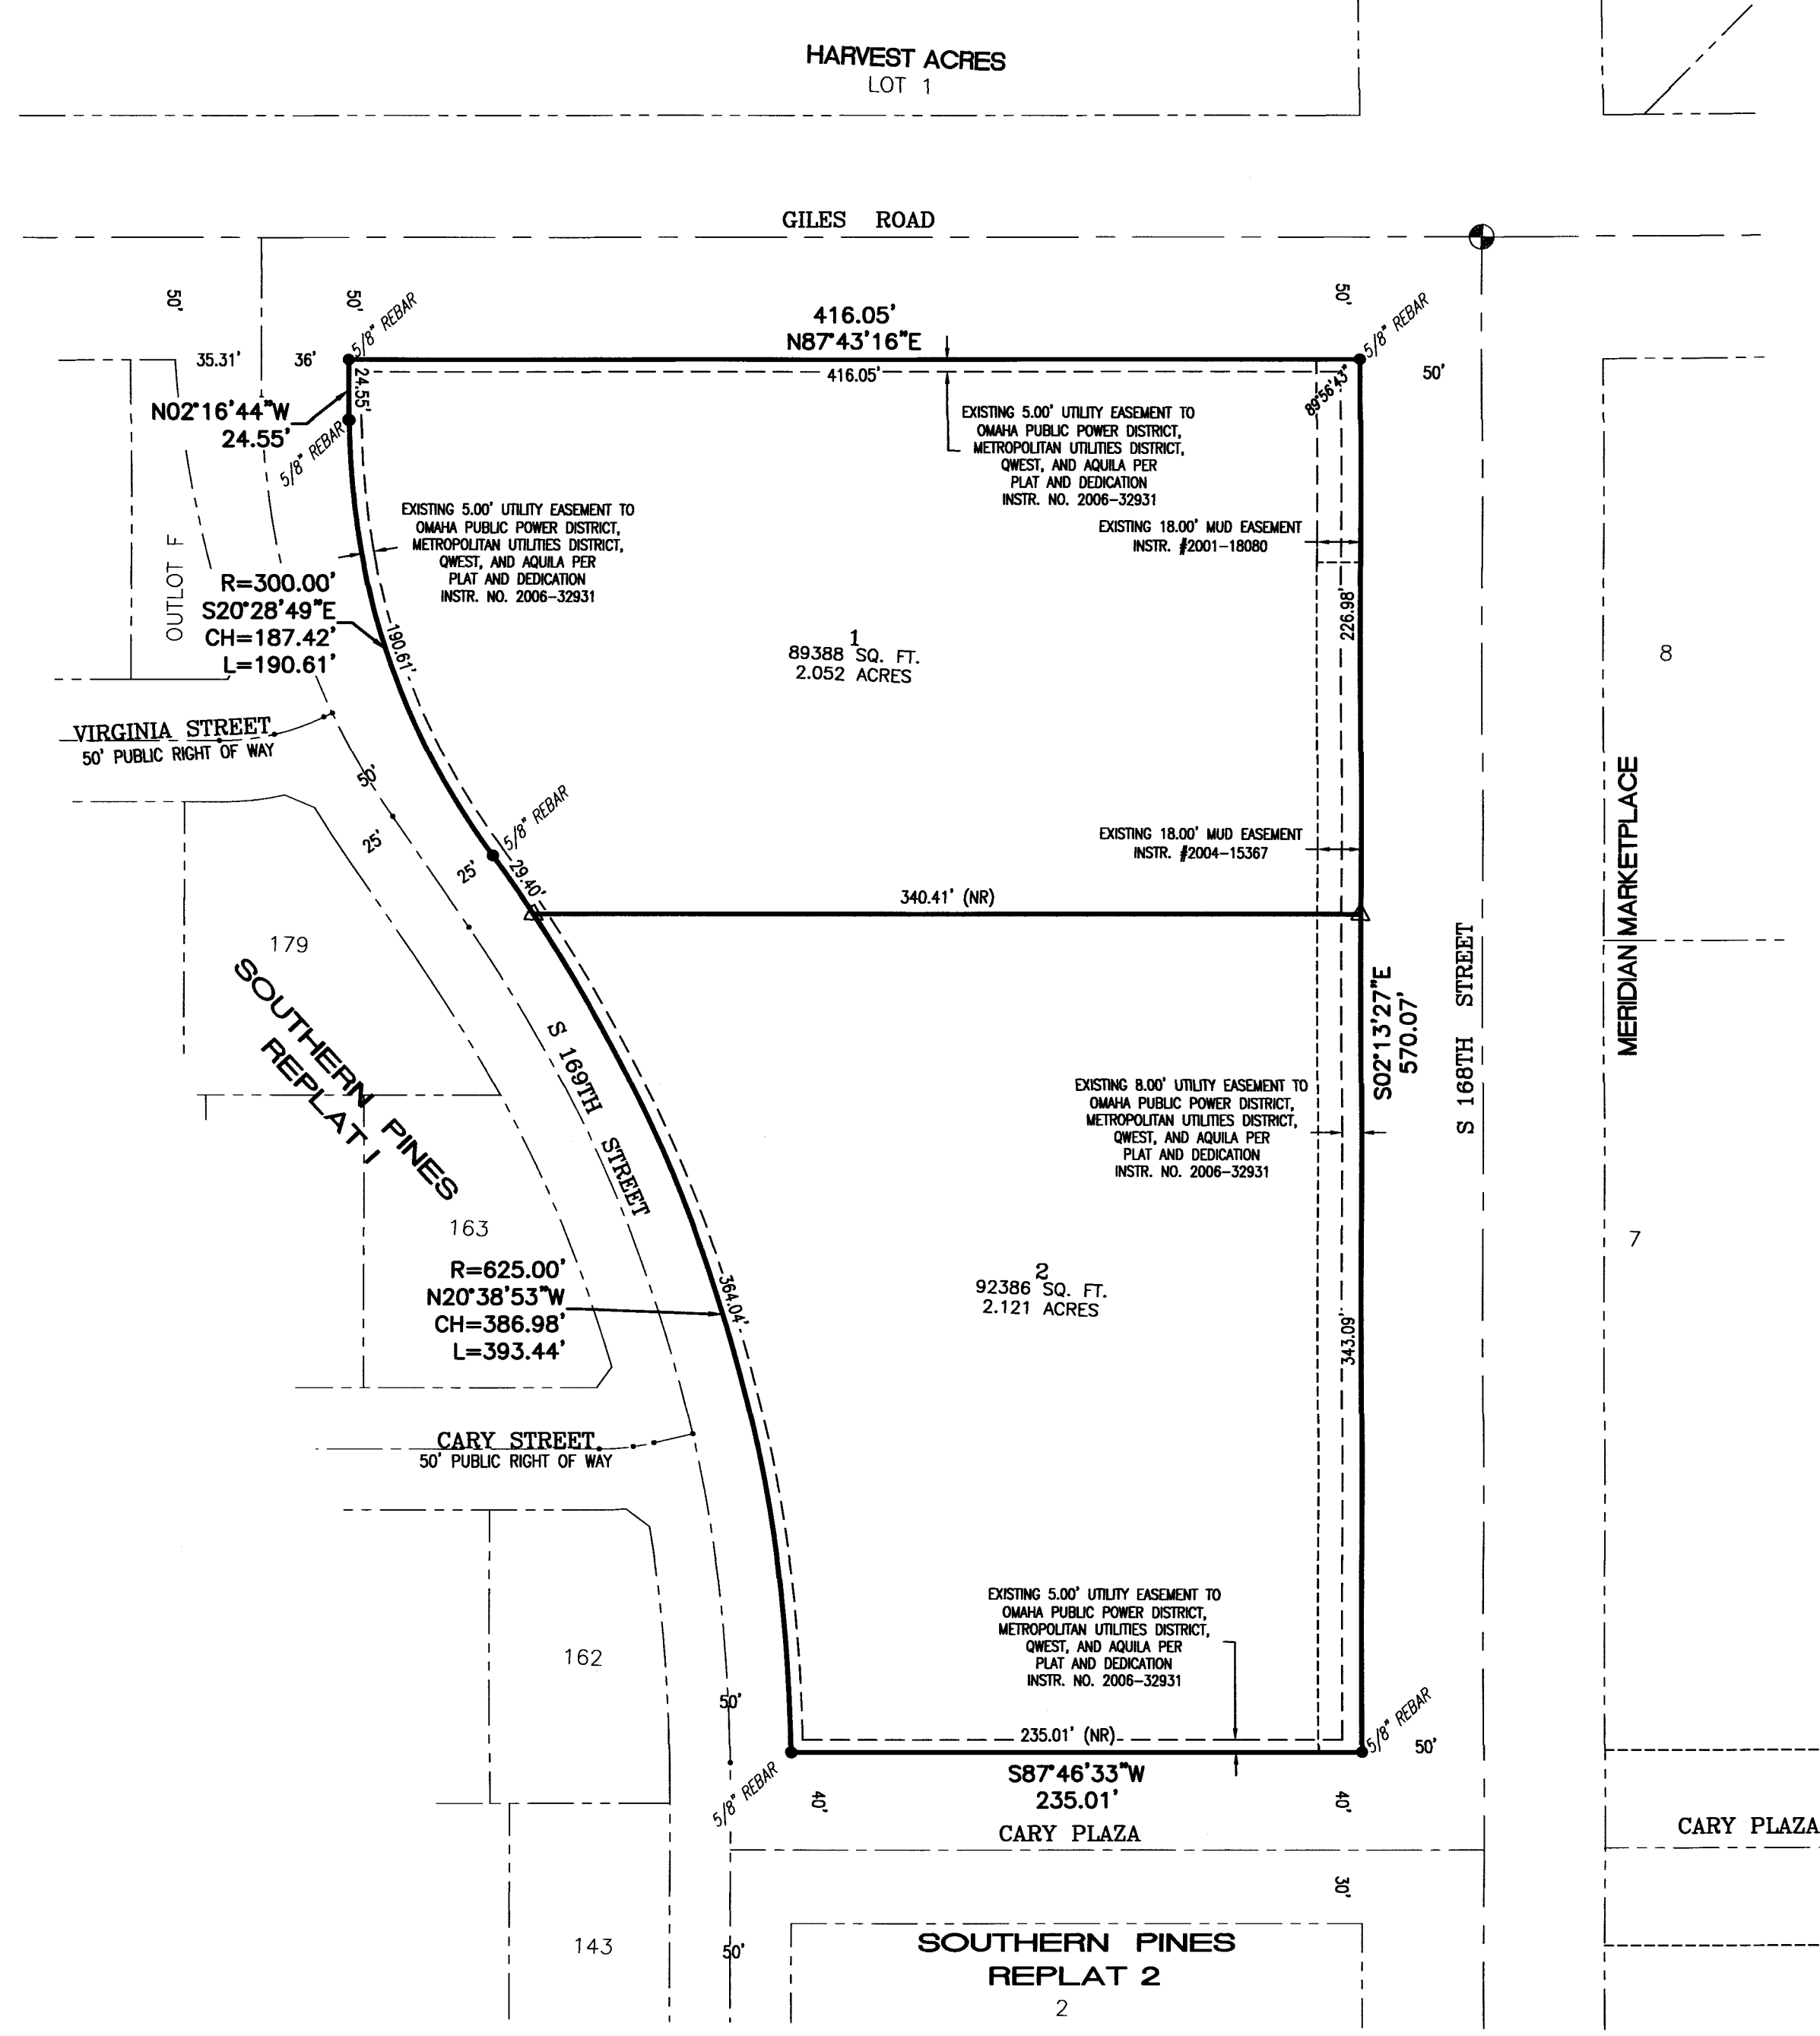 HARVEST ACRES
LOT 1
GILES ROAD
50'
50'
50'
5/8" REBAR
416.05'
N87°43'16"E
5/8" REBAR
35.31'
36'
416.05'
50'
24.55'
89°56'43"
N02°16'44"W
24.55'
5/8" REBAR
EXISTING 5.00' UTILITY EASEMENT TO
OMAHA PUBLIC POWER DISTRICT,
METROPOLITAN UTILITIES DISTRICT,
QWEST, AND AQUILA PER
PLAT AND DEDICATION
INSTR. NO. 2006-32931
EXISTING 5.00' UTILITY EASEMENT TO
OMAHA PUBLIC POWER DISTRICT,
METROPOLITAN UTILITIES DISTRICT,
QWEST, AND AQUILA PER
PLAT AND DEDICATION
INSTR. NO. 2006-32931
EXISTING 18.00' MUD EASEMENT
INSTR. #2001-18080
OUTLOT F
R=300.00'
S20°28'49"E
CH=187.42'
L=190.61'
190.61'
226.98'
1
89388 SQ. FT.
2.052 ACRES
8
VIRGINIA STREET
50' PUBLIC RIGHT OF WAY
50'
25'
25'
5/8" REBAR
29.40'
EXISTING 18.00' MUD EASEMENT
INSTR. #2004-15367
340.41' (NR)
MERIDIAN MARKETPLACE
179
SOUTHERN PINES
REPLAT I
S 169TH STREET
S02°13'27"E
570.07'
S 168TH STREET
EXISTING 8.00' UTILITY EASEMENT TO
OMAHA PUBLIC POWER DISTRICT,
METROPOLITAN UTILITIES DISTRICT,
QWEST, AND AQUILA PER
PLAT AND DEDICATION
INSTR. NO. 2006-32931
163
7
R=625.00'
N20°38'53"W
CH=386.98'
L=393.44'
364.04'
2
92386 SQ. FT.
2.121 ACRES
343.09'
CARY STREET
50' PUBLIC RIGHT OF WAY
EXISTING 5.00' UTILITY EASEMENT TO
OMAHA PUBLIC POWER DISTRICT,
METROPOLITAN UTILITIES DISTRICT,
QWEST, AND AQUILA PER
PLAT AND DEDICATION
INSTR. NO. 2006-32931
162
50'
235.01' (NR)
5/8" REBAR
50'
5/8" REBAR
S87°46'33"W
235.01'
40'
40'
CARY PLAZA
CARY PLAZA
30'
143
50'
SOUTHERN PINES
REPLAT 2
2